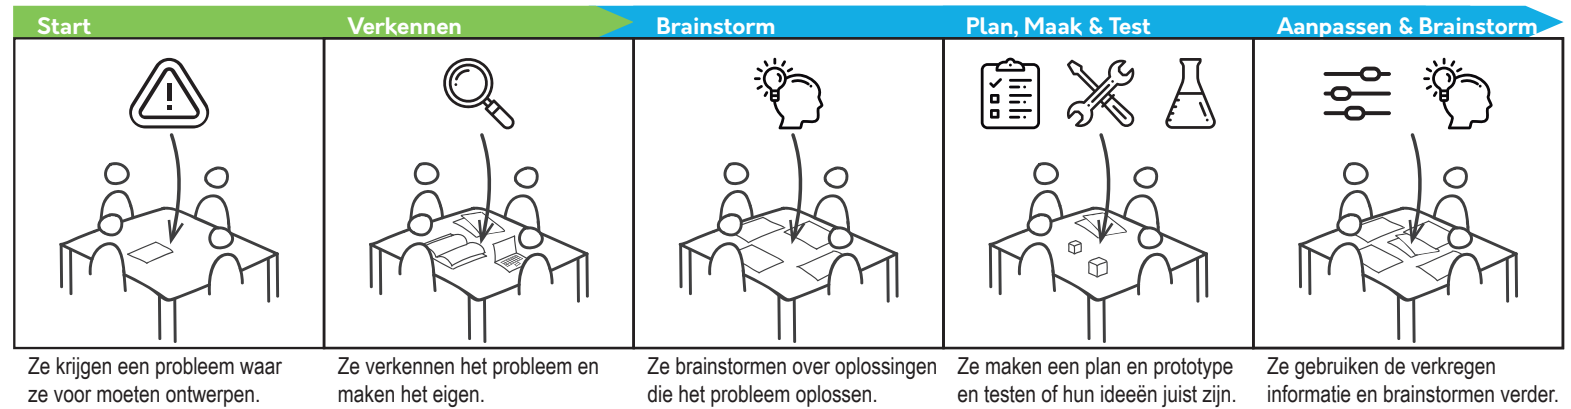 Start
Verkennen
Brainstorm
Plan, Maak & Test
Aanpassen & Brainstorm
Ze krijgen een probleem waar
ze voor moeten ontwerpen.
Ze verkennen het probleem en
maken het eigen.
Ze brainstormen over oplossingen
die het probleem oplossen.
Ze maken een plan en prototype
en testen of hun ideeën juist zijn.
Ze gebruiken de verkregen
informatie en brainstormen verder.